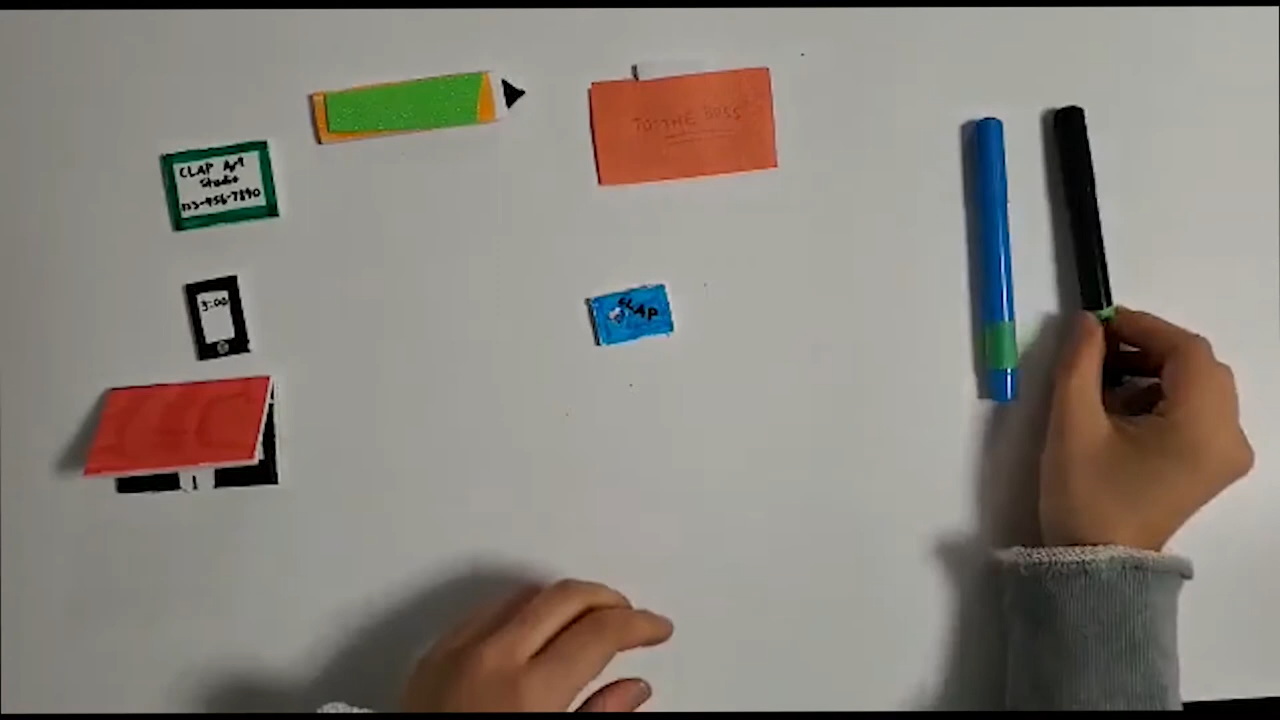 TO: THE BOSS
CLAP Art
Studio
123-456-7890
3:00
CLAP